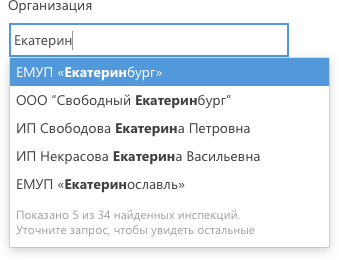 Организация
Екатерин
ЕМУП «Екатеринбург»
ООО “Свободный Екатеринбург”
ИП Свободова Екатерина Петровна
ИП Некрасова Екатерина Васильевна
ЕМУП «Екатеринославль»
Показано 5 из 34 найденных инспекций.
Уточните запрос, чтобы увидеть остальные